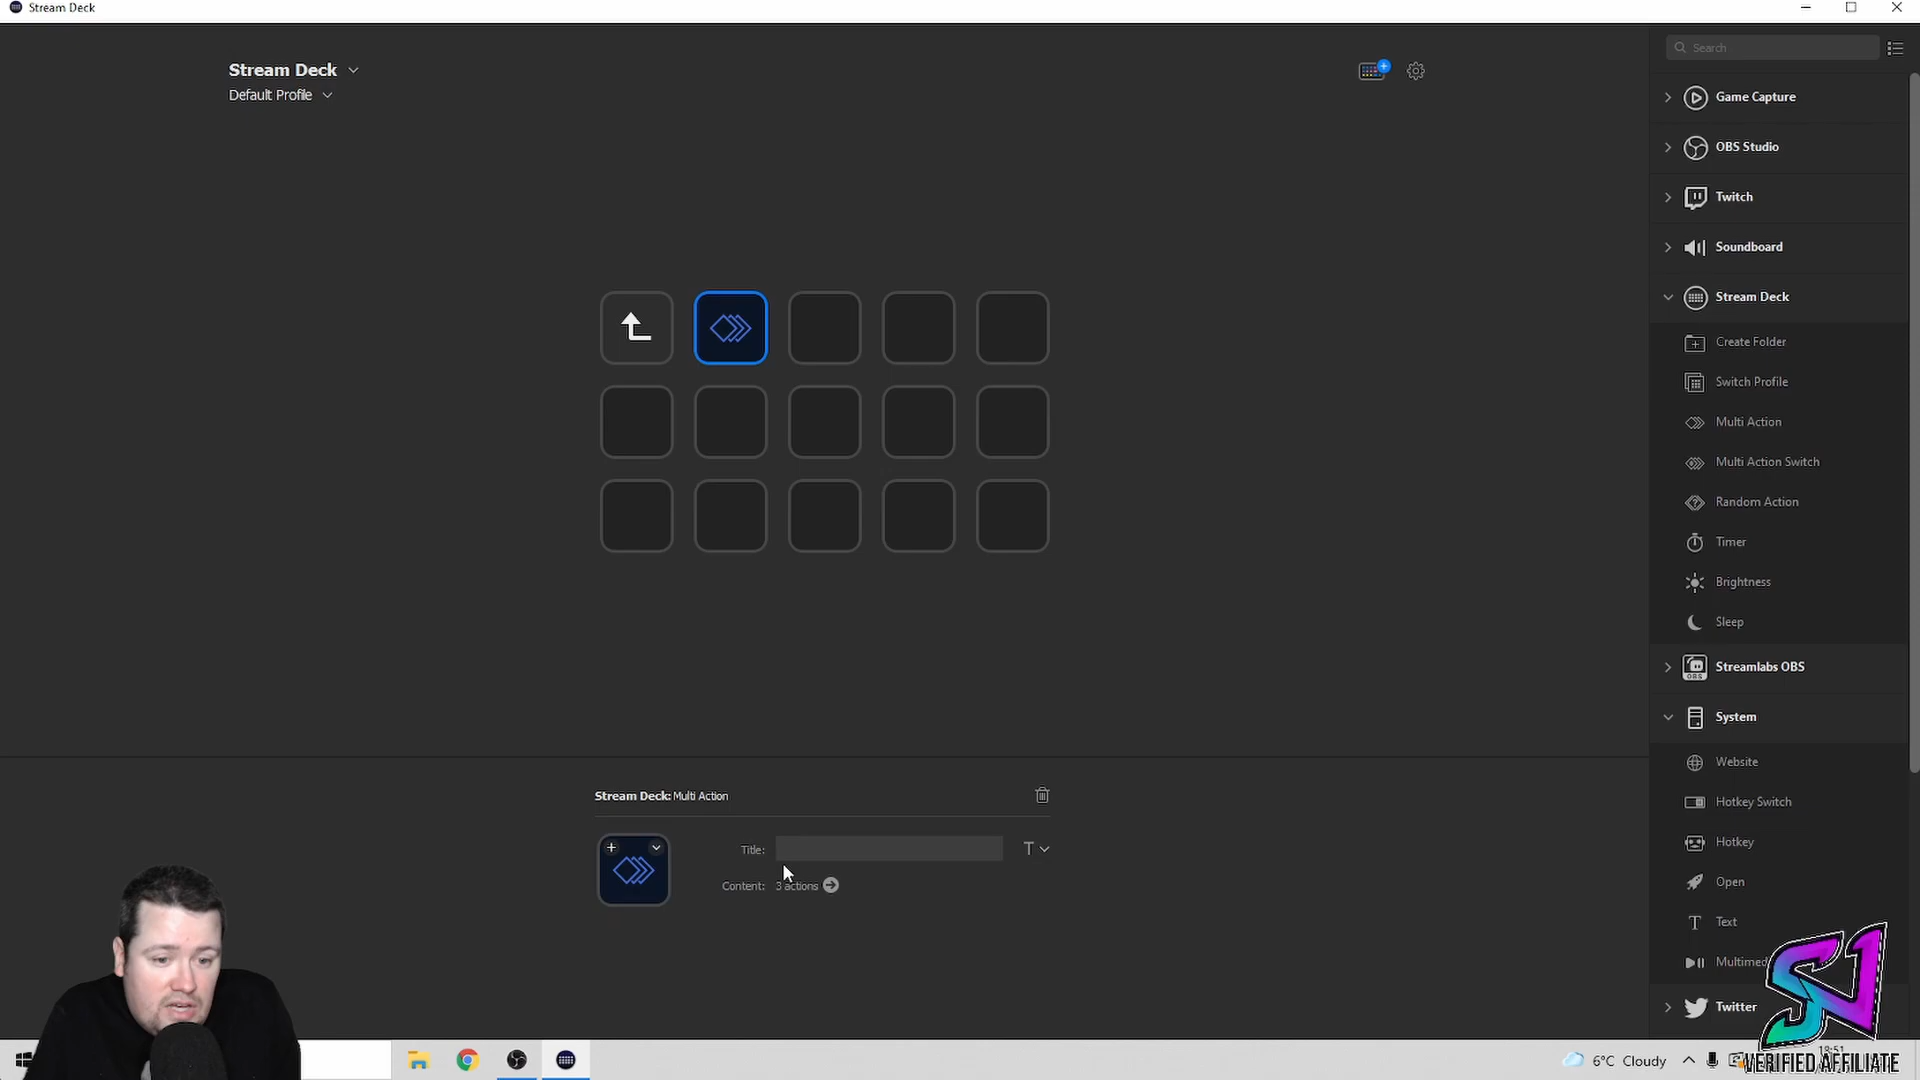 Stream Deck
Search
Stream Deck
Default Profile
Game Capture
OBS Studio
Twitch
Soundboard
Stream Deck
Create Folder
Switch Profile
Multi Action
Multi Action Switch
Random Action
Timer
Brightness
Sleep
Streamlabs OBS
OBS
System
Website
Hotkey Switch
Hotkey
Open
Text
Multimed
Twitter
Stream Deck: Multi Action
Title:
T
Content: 3 actions
6°C Cloudy
VERIFIED AFFILIATE